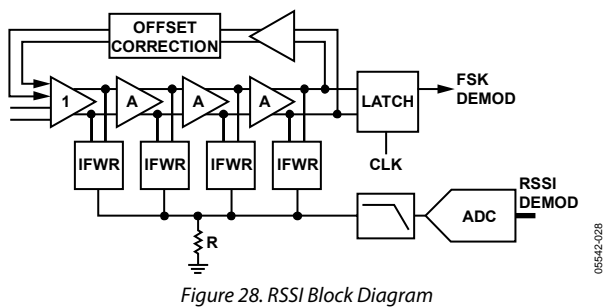 OFFSET
CORRECTION
1
A
A
A
LATCH
FSK
DEMOD
IFWR
IFWR
IFWR
IFWR
CLK
R
ADC
RSSI
DEMOD
05542-028
Figure 28. RSSI Block Diagram